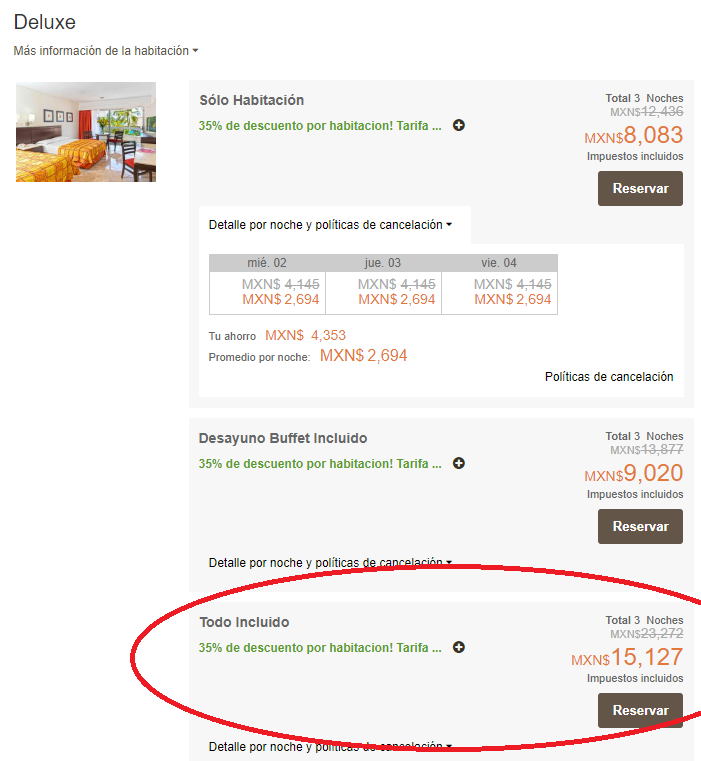 Deluxe
Más información de la habitación
Sólo Habitación
35% de descuento por habitacion! Tarifa ...
Total 3 Noches
MXN$12,436
MXN$8,083
Impuestos incluidos
Reservar
Detalle por noche y políticas de cancelación
mié. 02 jue. 03 vie. 04
MXN$ 4,145 MXN$ 4,145 MXN$ 4,145
MXN$ 2,694 MXN$ 2,694 MXN$ 2,694
Tu ahorro MXN$ 4,353
Promedio por noche: MXN$ 2,694
Políticas de cancelación
Desayuno Buffet Incluido
35% de descuento por habitacion! Tarifa ...
Total 3 Noches
MXN$13,877
MXN$9,020
Impuestos incluidos
Reservar
Detalle por noche y políticas de cancelación
Todo Incluido
35% de descuento por habitacion! Tarifa ...
Total 3 Noches
MXN$23,272
MXN$15,127
Impuestos incluidos
Reservar
Detalle por noche y políticas de cancelación